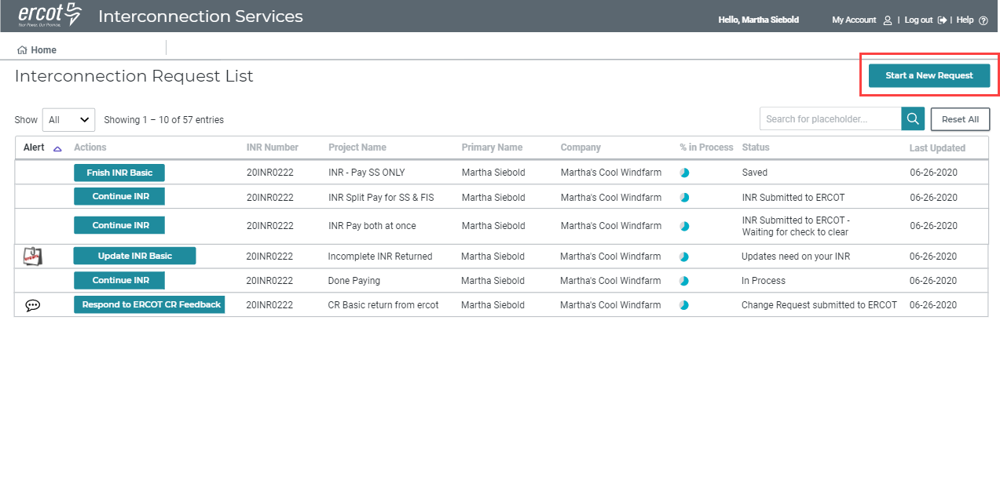 ercot Interconnection Services Hello, Martha Siebold My Account | Log out | Help
Your Power. Our Promise.
Home
Interconnection Request List Start a New Request
Show All Showing 1 – 10 of 57 entries Search for placeholder... Reset All
Alert Actions INR Number Project Name Primary Name Company % in Process Status Last Updated
Fnish INR Basic 20INR0222 INR - Pay SS ONLY Martha Siebold Martha's Cool Windfarm Saved 06-26-2020
Continue INR 20INR0222 INR Split Pay for SS & FIS Martha Siebold Martha's Cool Windfarm INR Submitted to ERCOT 06-26-2020
Continue INR 20INR0222 INR Pay both at once Martha Siebold Martha's Cool Windfarm INR Submitted to ERCOT - 06-26-2020
Waiting for check to clear
Update INR Basic 20INR0222 Incomplete INR Returned Martha Siebold Martha's Cool Windfarm Updates need on your INR 06-26-2020
Continue INR 20INR0222 Done Paying Martha Siebold Martha's Cool Windfarm In Process 06-26-2020
Respond to ERCOT CR Feedback 20INR0222 CR Basic return from ercot Martha Siebold Martha's Cool Windfarm Change Request submitted to ERCOT 06-26-2020